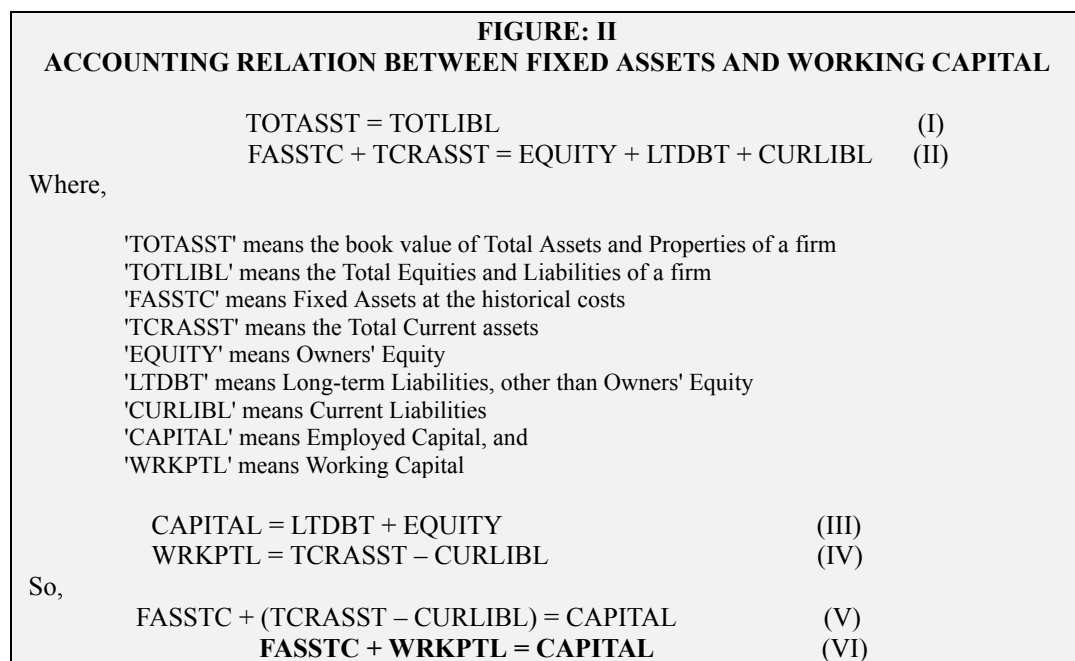 FIGURE: II
ACCOUNTING RELATION BETWEEN FIXED ASSETS AND WORKING CAPITAL
TOTASST = TOTLIBL (I)
FASSTC + TCRASST = EQUITY + LTDBT + CURLIBL (II)
Where,
'TOTASST' means the book value of Total Assets and Properties of a firm
'TOTLIBL' means the Total Equities and Liabilities of a firm
'FASSTC' means Fixed Assets at the historical costs
'TCRASST' means the Total Current assets
'EQUITY' means Owners' Equity
'LTDBT' means Long-term Liabilities, other than Owners' Equity
'CURLIBL' means Current Liabilities
'CAPITAL' means Employed Capital, and
'WRKPTL' means Working Capital
CAPITAL = LTDBT + EQUITY (III)
WRKPTL = TCRASST – CURLIBL (IV)
So,
FASSTC + (TCRASST – CURLIBL) = CAPITAL (V)
FASSTC + WRKPTL = CAPITAL (VI)